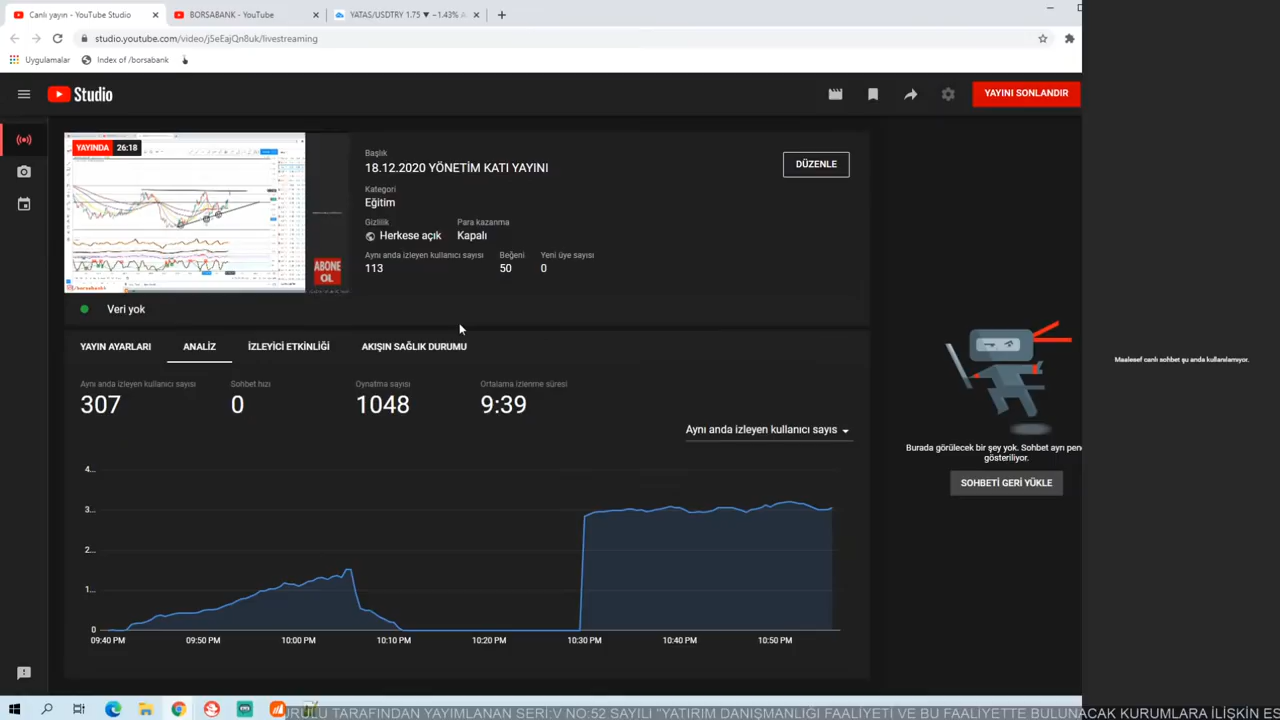 Canlı yayın - YouTube Studio
BORSABANK - YouTube
YATAS/USDTRY 1.75 ▼ −1.43% A
studio.youtube.com/video/j5eEajQn8uk/livestreaming
Uygulamalar
Index of /borsabank
Studio
YAYINI SONLANDIR
YAYINDA 26:18
ABONE
OL
Başlık
18.12.2020 YÖNETİM KATI YAYINI
DÜZENLE
Kategori
Eğitim
Gizlilik
Para kazanma
Herkese açık
Kapalı
Aynı anda izleyen kullanıcı sayısı
Beğeni
Yeni üye sayısı
113
50
0
Veri yok
YAYIN AYARLARI
ANALİZ
İZLEYİCİ ETKİNLİĞİ
AKIŞIN SAĞLIK DURUMU
Aynı anda izleyen kullanıcı sayısı
Sohbet hızı
Oynatma sayısı
Ortalama izlenme süresi
307
0
1048
9:39
Aynı anda izleyen kullanıcı sayıs
4...
3...
2...
1...
0
09:40 PM
09:50 PM
10:00 PM
10:10 PM
10:20 PM
10:30 PM
10:40 PM
10:50 PM
Burada görülecek bir şey yok. Sohbet ayrı pen
gösteriliyor.
SOHBETİ GERİ YÜKLE
Maalesef canlı sohbet şu anda kullanılamıyor.
URULU TARAFINDAN YAYIMLANAN SERİ:V NO:52 SAYILI "YATIRIM DANIŞMANLIĞI FAALİYETİ VE BU FAALİYETTE BULUNACAK KURUMLARA İLİŞKİN ES